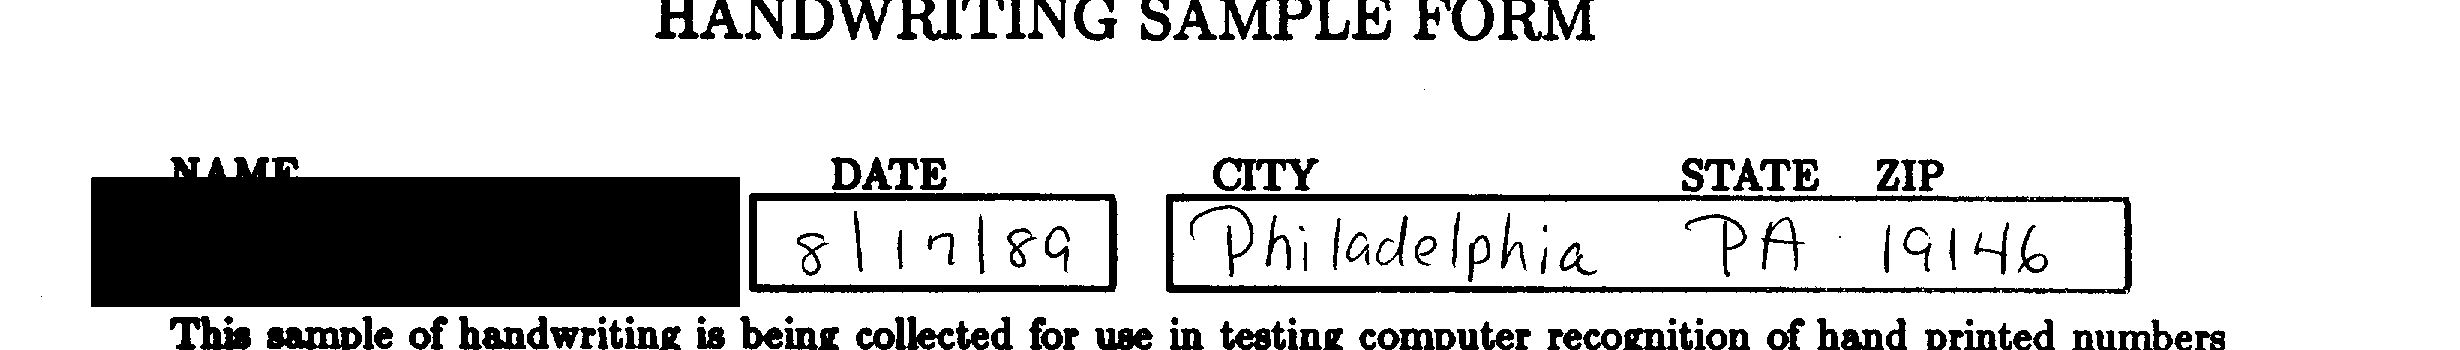 HANDWRITING SAMPLE FORM
NAME DATE CITY STATE ZIP
8/17/89 Philadelphia PA 19146
This sample of handwriting is being collected for use in testing computer recognition of hand printed numbers